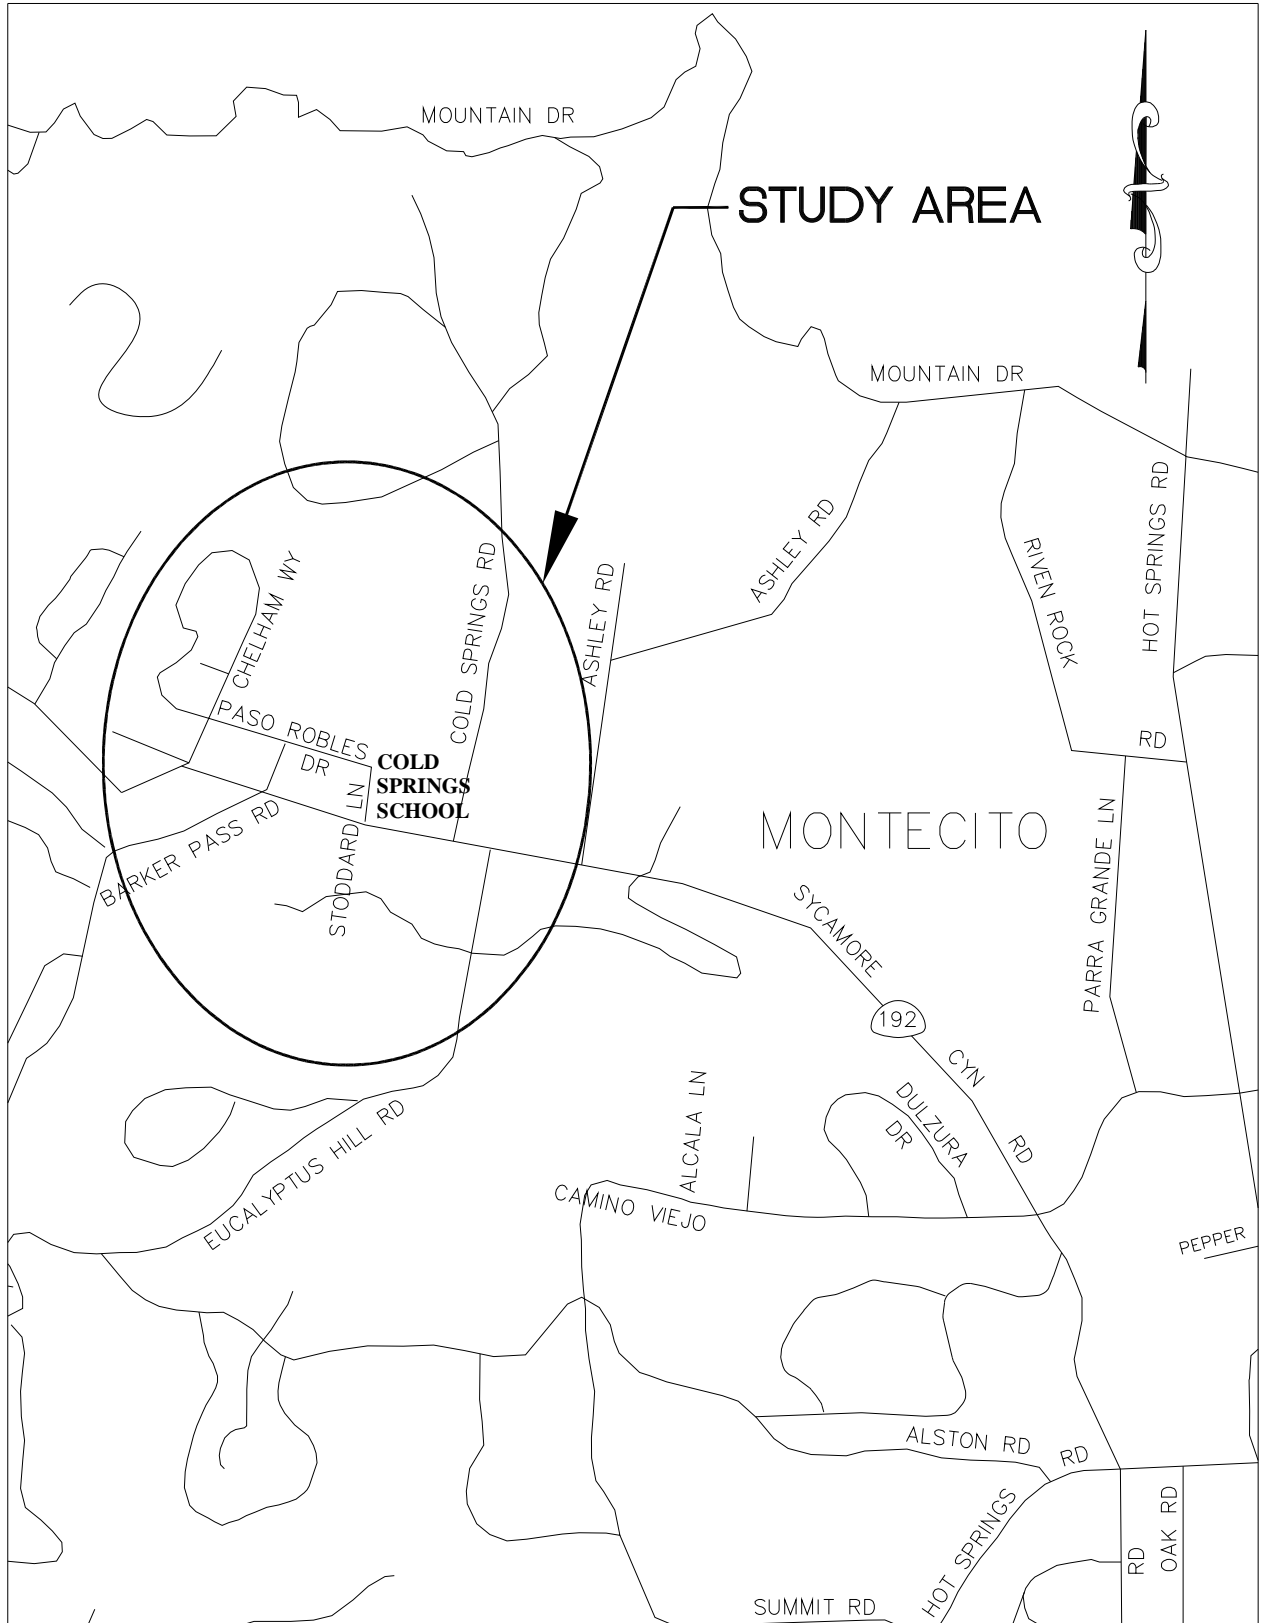 MOUNTAIN DR
STUDY AREA
MOUNTAIN DR
HOT SPRINGS RD
ASHLEY RD
RIVEN ROCK
RD
CHELHAM WY
COLD SPRINGS RD
ASHLEY RD
PASO ROBLES
DR
COLD
SPRINGS
SCHOOL
BARKER PASS RD
STODDARD LN
MONTECITO
PARRA GRANDE LN
SYCAMORE
192
CYN
RD
DULZURA
DR
ALCALA LN
EUCALYPTUS HILL RD
CAMINO VIEJO
PEPPER
ALSTON RD
RD
HOT SPRINGS
RD
OAK RD
SUMMIT RD